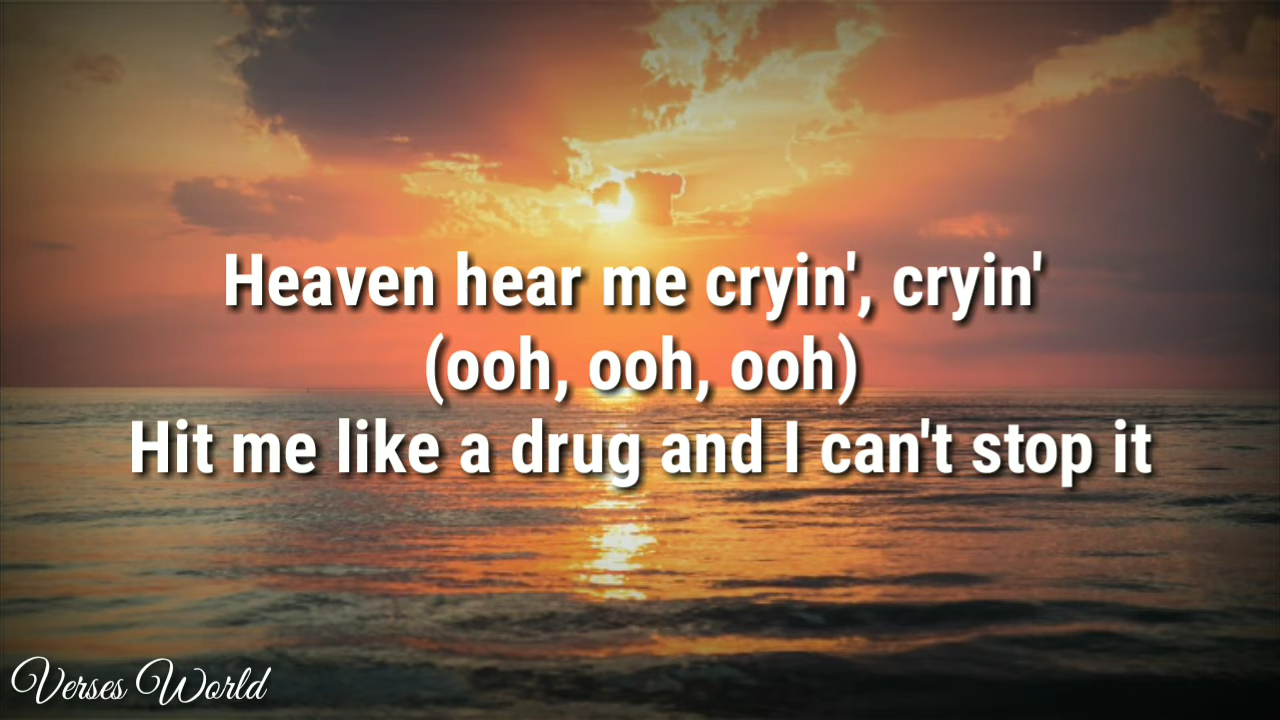 Heaven hear me cryin', cryin'
(ooh, ooh, ooh)
Hit me like a drug and I can't stop it
Verses World